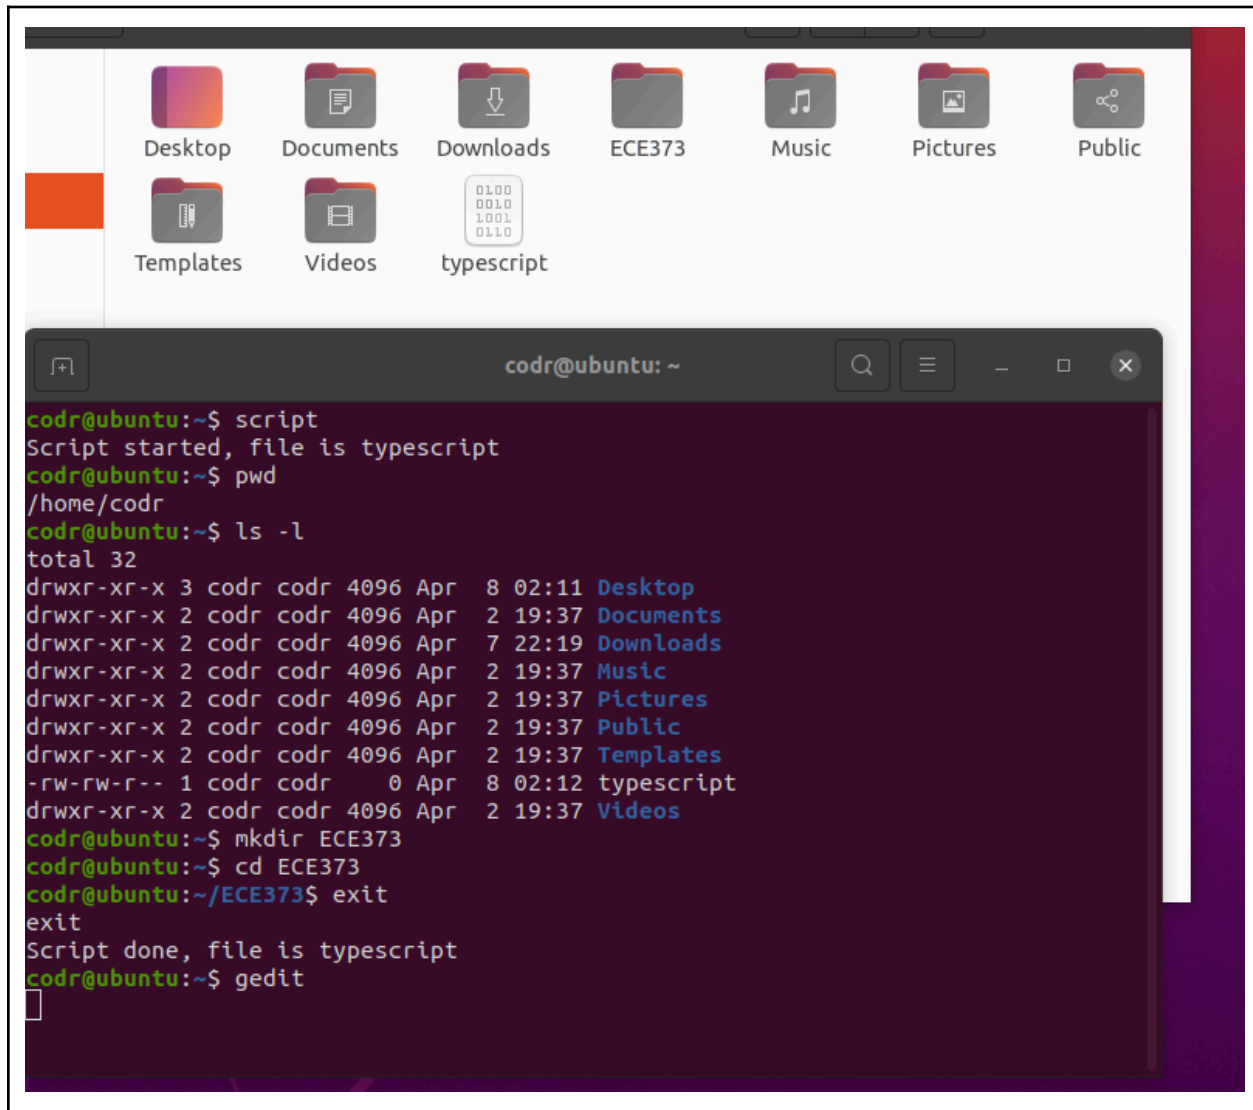 Desktop Documents Downloads ECE373 Music Pictures Public
0100
0010
1001
0110
Templates Videos typescript
codr@ubuntu: ~
codr@ubuntu:~$ script
Script started, file is typescript
codr@ubuntu:~$ pwd
/home/codr
codr@ubuntu:~$ ls -l
total 32
drwxr-xr-x 3 codr codr 4096 Apr  8 02:11 Desktop
drwxr-xr-x 2 codr codr 4096 Apr  2 19:37 Documents
drwxr-xr-x 2 codr codr 4096 Apr  7 22:19 Downloads
drwxr-xr-x 2 codr codr 4096 Apr  2 19:37 Music
drwxr-xr-x 2 codr codr 4096 Apr  2 19:37 Pictures
drwxr-xr-x 2 codr codr 4096 Apr  2 19:37 Public
drwxr-xr-x 2 codr codr 4096 Apr  2 19:37 Templates
-rw-rw-r-- 1 codr codr    0 Apr  8 02:12 typescript
drwxr-xr-x 2 codr codr 4096 Apr  2 19:37 Videos
codr@ubuntu:~$ mkdir ECE373
codr@ubuntu:~$ cd ECE373
codr@ubuntu:~/ECE373$ exit
exit
Script done, file is typescript
codr@ubuntu:~$ gedit